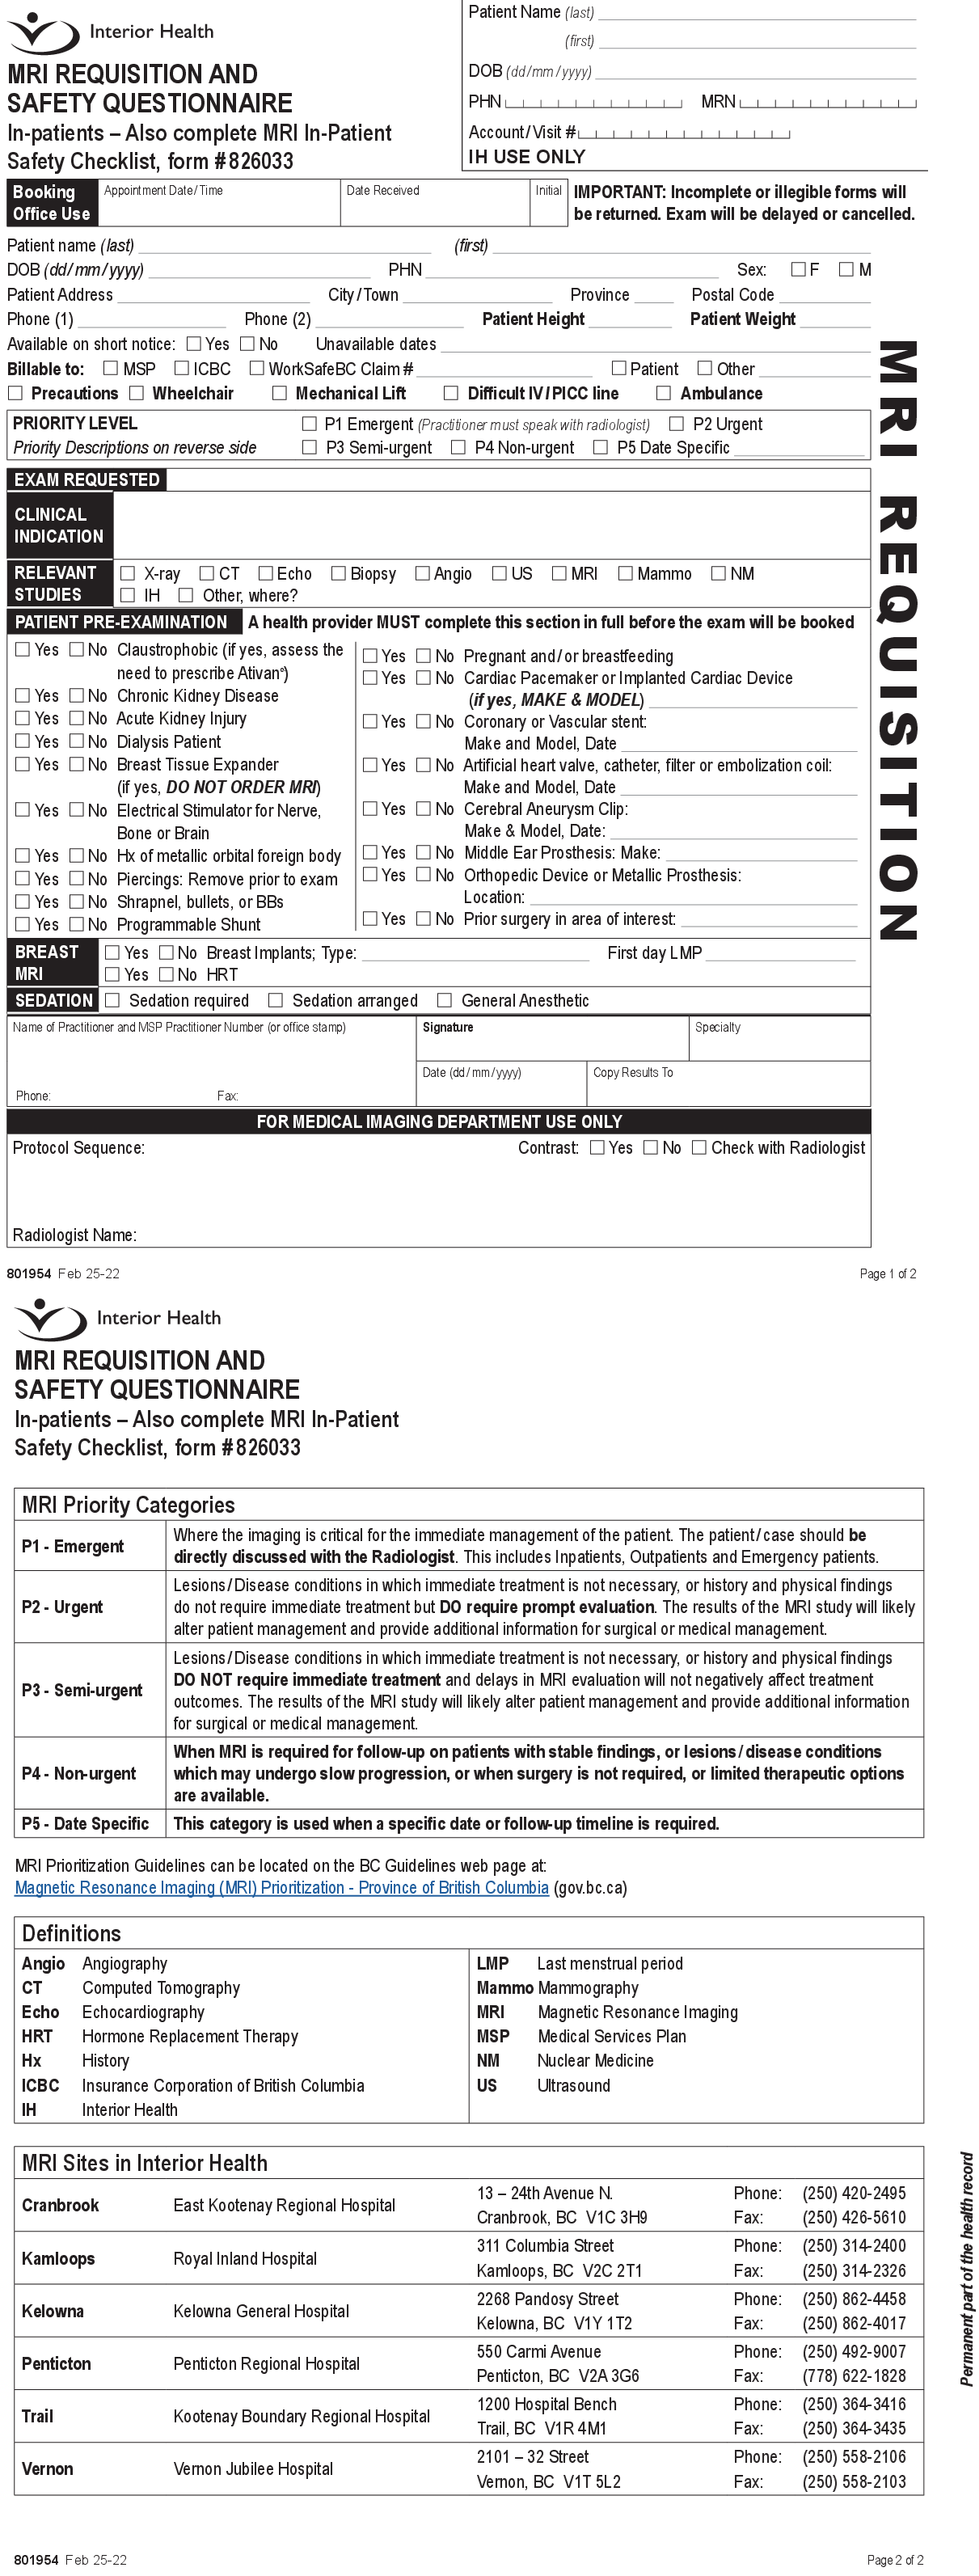 Interior Health
MRI REQUISITION AND
SAFETY QUESTIONNAIRE
In-patients – Also complete MRI In-Patient
Safety Checklist, form #826033
Patient Name (last)
(first)
DOB (dd/mm/yyyy)
PHN MRN
Account/Visit #
IH USE ONLY
Booking
Office Use
Appointment Date/Time
Date Received
Initial
IMPORTANT: Incomplete or illegible forms will
be returned. Exam will be delayed or cancelled.
Patient name (last) (first)
DOB (dd/mm/yyyy) PHN Sex: ☐ F ☐ M
Patient Address City/Town Province Postal Code
Phone (1) Phone (2) Patient Height Patient Weight
Available on short notice: ☐ Yes ☐ No Unavailable dates
Billable to: ☐ MSP ☐ ICBC ☐ WorkSafeBC Claim # ☐ Patient ☐ Other
☐ Precautions ☐ Wheelchair ☐ Mechanical Lift ☐ Difficult IV/PICC line ☐ Ambulance
PRIORITY LEVEL ☐ P1 Emergent (Practitioner must speak with radiologist) ☐ P2 Urgent
Priority Descriptions on reverse side ☐ P3 Semi-urgent ☐ P4 Non-urgent ☐ P5 Date Specific
MRI REQUISITION
EXAM REQUESTED
CLINICAL
INDICATION
RELEVANT
STUDIES
☐ X-ray ☐ CT ☐ Echo ☐ Biopsy ☐ Angio ☐ US ☐ MRI ☐ Mammo ☐ NM
☐ IH ☐ Other, where?
PATIENT PRE-EXAMINATION A health provider MUST complete this section in full before the exam will be booked
☐ Yes ☐ No Claustrophobic (if yes, assess the
need to prescribe Ativan®)
☐ Yes ☐ No Chronic Kidney Disease
☐ Yes ☐ No Acute Kidney Injury
☐ Yes ☐ No Dialysis Patient
☐ Yes ☐ No Breast Tissue Expander
(if yes, DO NOT ORDER MRI)
☐ Yes ☐ No Electrical Stimulator for Nerve,
Bone or Brain
☐ Yes ☐ No Hx of metallic orbital foreign body
☐ Yes ☐ No Piercings: Remove prior to exam
☐ Yes ☐ No Shrapnel, bullets, or BBs
☐ Yes ☐ No Programmable Shunt
☐ Yes ☐ No Pregnant and/or breastfeeding
☐ Yes ☐ No Cardiac Pacemaker or Implanted Cardiac Device
(if yes, MAKE & MODEL)
☐ Yes ☐ No Coronary or Vascular stent:
Make and Model, Date
☐ Yes ☐ No Artificial heart valve, catheter, filter or embolization coil:
Make and Model, Date
☐ Yes ☐ No Cerebral Aneurysm Clip:
Make & Model, Date:
☐ Yes ☐ No Middle Ear Prosthesis: Make:
☐ Yes ☐ No Orthopedic Device or Metallic Prosthesis:
Location:
☐ Yes ☐ No Prior surgery in area of interest:
BREAST
MRI
☐ Yes ☐ No Breast Implants; Type: First day LMP
☐ Yes ☐ No HRT
SEDATION ☐ Sedation required ☐ Sedation arranged ☐ General Anesthetic
Name of Practitioner and MSP Practitioner Number (or office stamp)
Phone: Fax:
Signature
Specialty
Date (dd/mm/yyyy)
Copy Results To
FOR MEDICAL IMAGING DEPARTMENT USE ONLY
Protocol Sequence: Contrast: ☐ Yes ☐ No ☐ Check with Radiologist
Radiologist Name:
801954 Feb 25-22 Page 1 of 2
Interior Health
MRI REQUISITION AND
SAFETY QUESTIONNAIRE
In-patients – Also complete MRI In-Patient
Safety Checklist, form #826033
MRI Priority Categories
P1 - Emergent
Where the imaging is critical for the immediate management of the patient. The patient/case should be
directly discussed with the Radiologist. This includes Inpatients, Outpatients and Emergency patients.
P2 - Urgent
Lesions/Disease conditions in which immediate treatment is not necessary, or history and physical findings
do not require immediate treatment but DO require prompt evaluation. The results of the MRI study will likely
alter patient management and provide additional information for surgical or medical management.
P3 - Semi-urgent
Lesions/Disease conditions in which immediate treatment is not necessary, or history and physical findings
DO NOT require immediate treatment and delays in MRI evaluation will not negatively affect treatment
outcomes. The results of the MRI study will likely alter patient management and provide additional information
for surgical or medical management.
P4 - Non-urgent
When MRI is required for follow-up on patients with stable findings, or lesions/disease conditions
which may undergo slow progression, or when surgery is not required, or limited therapeutic options
are available.
P5 - Date Specific
This category is used when a specific date or follow-up timeline is required.
MRI Prioritization Guidelines can be located on the BC Guidelines web page at:
Magnetic Resonance Imaging (MRI) Prioritization - Province of British Columbia (gov.bc.ca)
Definitions
Angio Angiography
CT Computed Tomography
Echo Echocardiography
HRT Hormone Replacement Therapy
Hx History
ICBC Insurance Corporation of British Columbia
IH Interior Health
LMP Last menstrual period
Mammo Mammography
MRI Magnetic Resonance Imaging
MSP Medical Services Plan
NM Nuclear Medicine
US Ultrasound
MRI Sites in Interior Health
Cranbrook East Kootenay Regional Hospital
13 – 24th Avenue N. Phone: (250) 420-2495
Cranbrook, BC V1C 3H9 Fax: (250) 426-5610
Kamloops Royal Inland Hospital
311 Columbia Street Phone: (250) 314-2400
Kamloops, BC V2C 2T1 Fax: (250) 314-2326
Kelowna Kelowna General Hospital
2268 Pandosy Street Phone: (250) 862-4458
Kelowna, BC V1Y 1T2 Fax: (250) 862-4017
Penticton Penticton Regional Hospital
550 Carmi Avenue Phone: (250) 492-9007
Penticton, BC V2A 3G6 Fax: (778) 622-1828
Trail Kootenay Boundary Regional Hospital
1200 Hospital Bench Phone: (250) 364-3416
Trail, BC V1R 4M1 Fax: (250) 364-3435
Vernon Vernon Jubilee Hospital
2101 – 32 Street Phone: (250) 558-2106
Vernon, BC V1T 5L2 Fax: (250) 558-2103
Permanent part of the health record
801954 Feb 25-22 Page 2 of 2